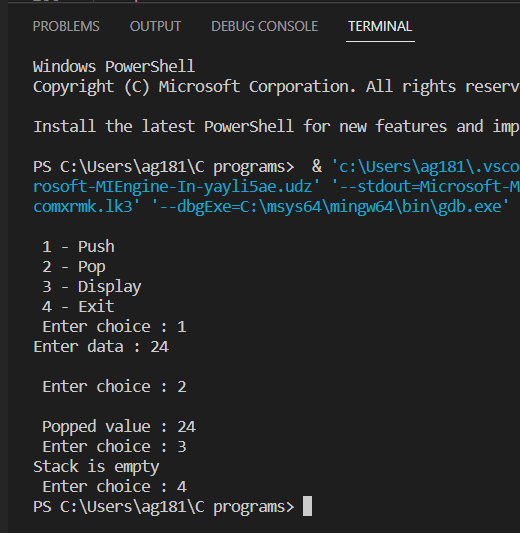 PROBLEMS OUTPUT DEBUG CONSOLE TERMINAL
Windows PowerShell
Copyright (C) Microsoft Corporation. All rights reserv
Install the latest PowerShell for new features and imp
PS C:\Users\ag181\C programs>  & 'c:\Users\ag181\.vsco
rosoft-MIEngine-In-yayli5ae.udz' '--stdout=Microsoft-M
comxrmk.lk3' '--dbgExe=C:\msys64\mingw64\bin\gdb.exe'
1 - Push
2 - Pop
3 - Display
4 - Exit
Enter choice : 1
Enter data : 24
Enter choice : 2
Popped value : 24
Enter choice : 3
Stack is empty
Enter choice : 4
PS C:\Users\ag181\C programs>